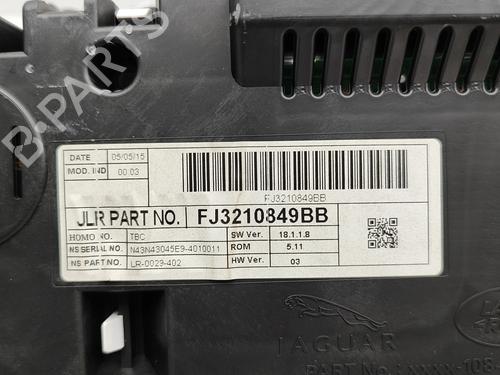 B-PARTS
DATE 05/05/15
MOD. IND 00.03
FJ3210849BB
JLR PART NO. FJ3210849BB
HOMO NO. TBC SW Ver. 18.1.1.8
NS SERIAL NO. N43N43045E9-4010011 ROM 5.11
NS PART NO. LR-0029-402 HW Ver. 03
JAGUAR
PART No.